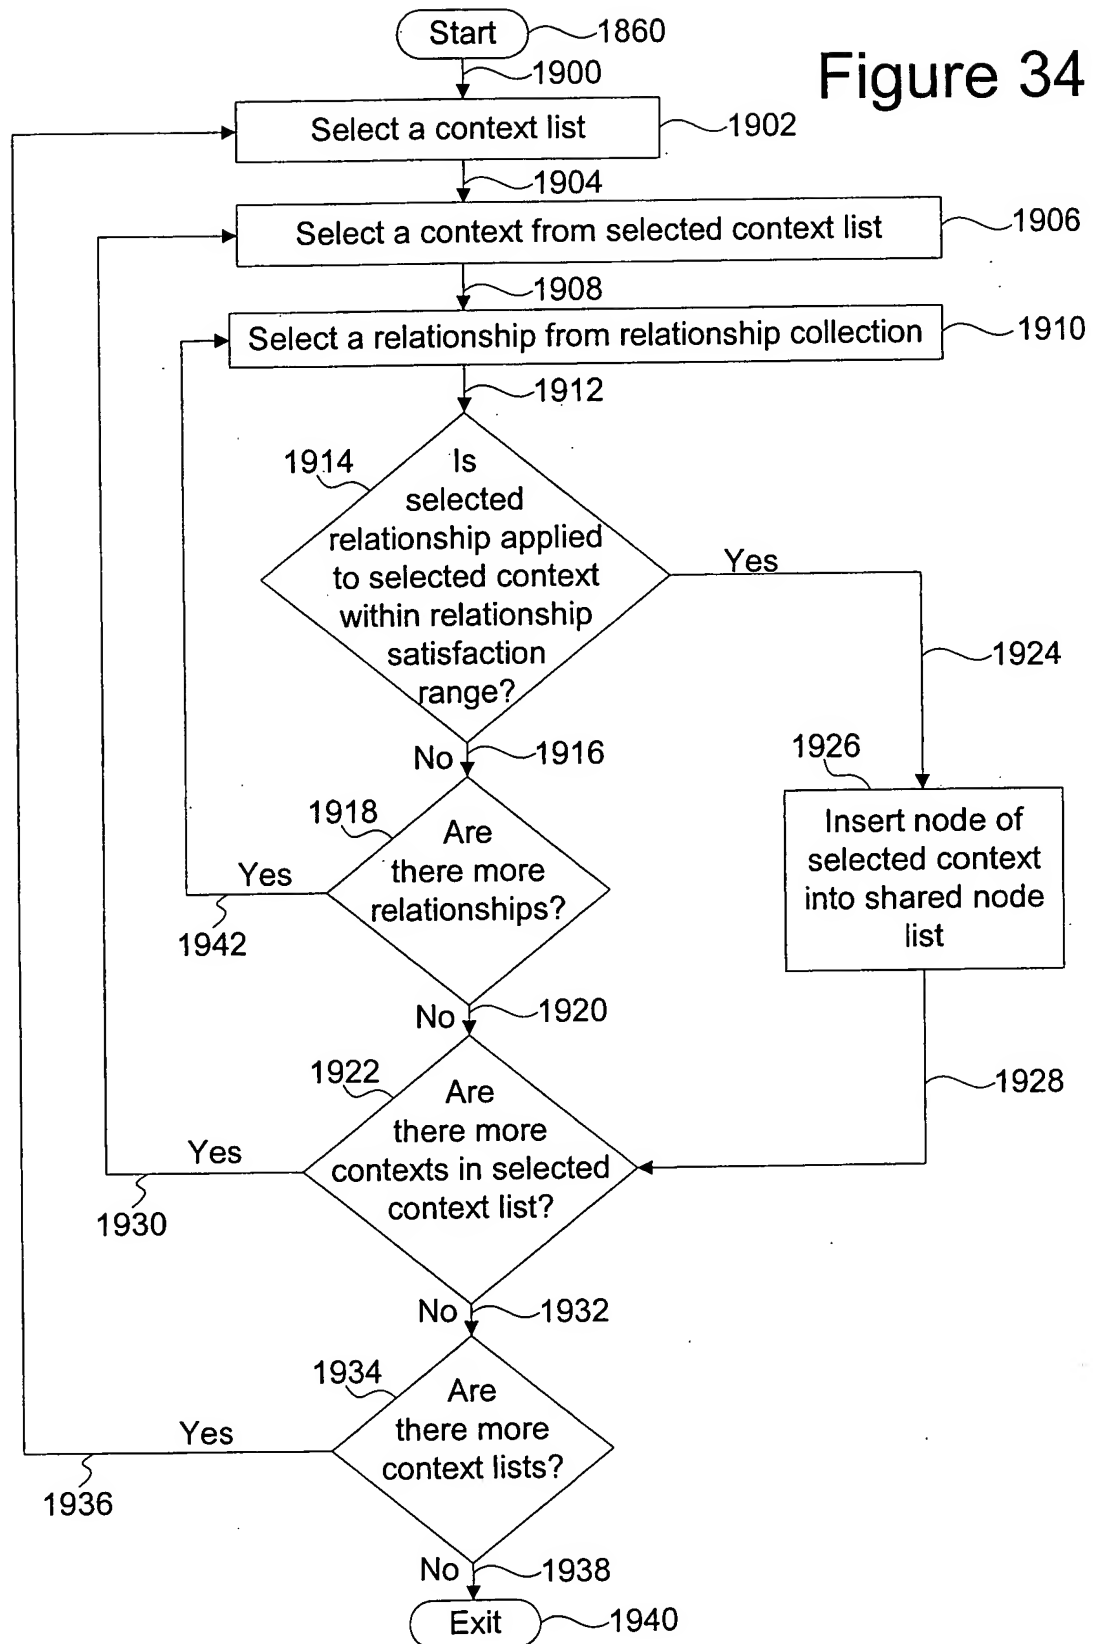 Start
1860
Figure 34
1900
Select a context list
1902
1904
Select a context from selected context list
1906
1908
Select a relationship from relationship collection
1910
1912
1914
Is
selected
relationship applied
to selected context
within relationship
satisfaction
range?
Yes
1924
No
1916
1926
Insert node of
selected context
into shared node
list
1918
Are
there more
relationships?
Yes
1942
No
1920
1922
Are
there more
contexts in selected
context list?
1928
Yes
1930
No
1932
1934
Are
there more
context lists?
Yes
1936
No
1938
Exit
1940